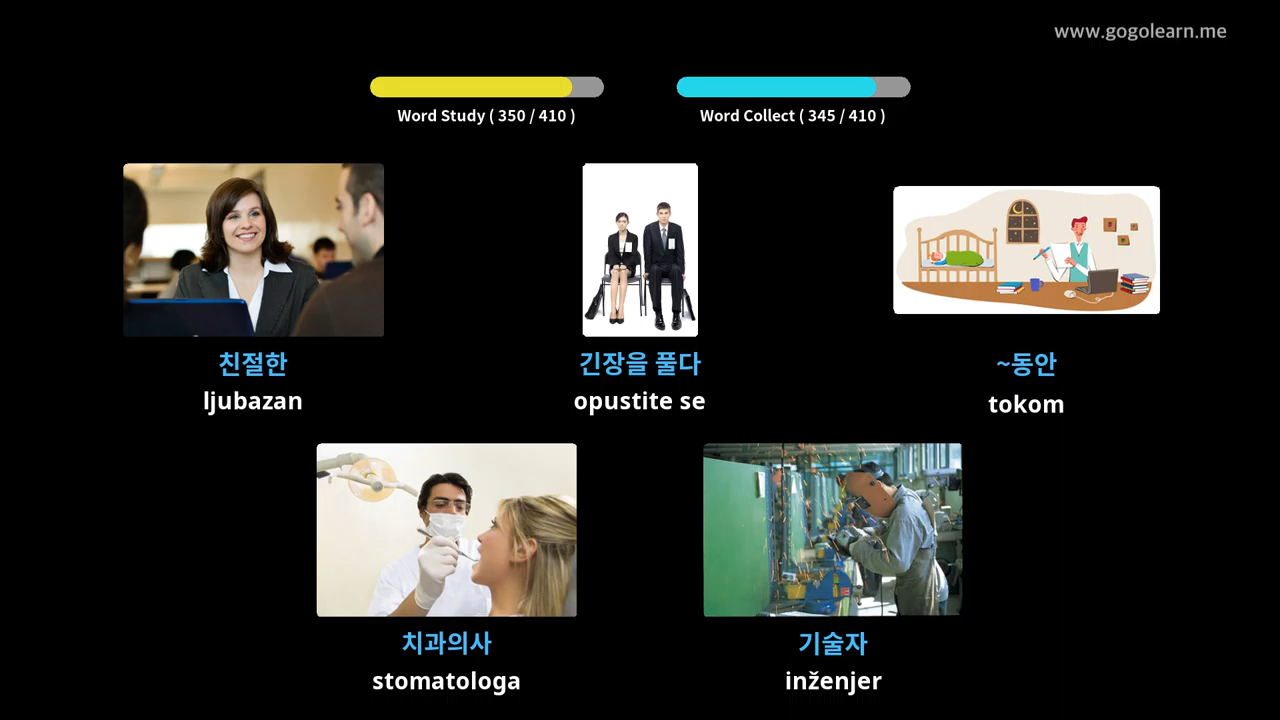 www.gogolearn.me
Word Study ( 350 / 410 )
Word Collect ( 345 / 410 )
친절한
ljubazan
긴장을 풀다
opustite se
~동안
tokom
치과의사
stomatologa
기술자
inženjer